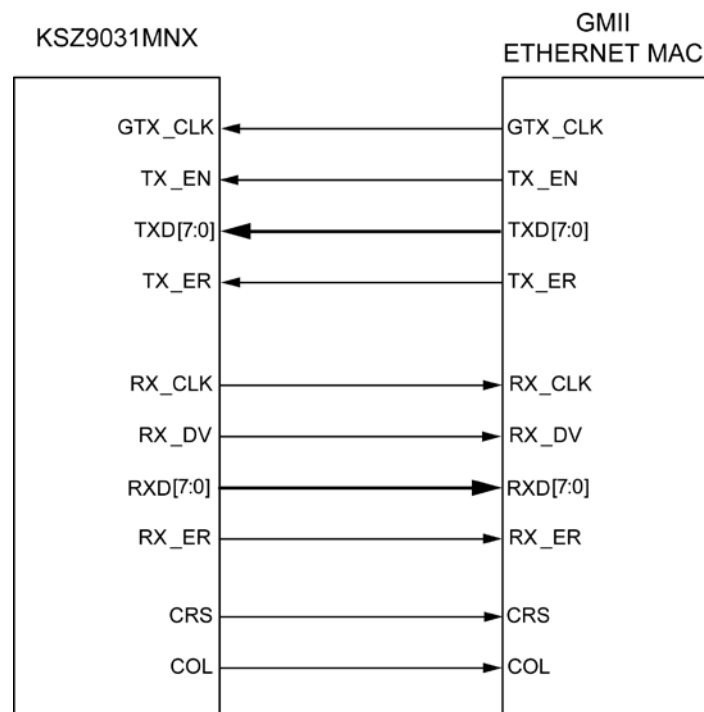 KSZ9031MNX
GMII
ETHERNET MAC
GTX_CLK GTX_CLK
TX_EN TX_EN
TXD[7:0] TXD[7:0]
TX_ER TX_ER
RX_CLK RX_CLK
RX_DV RX_DV
RXD[7:0] RXD[7:0]
RX_ER RX_ER
CRS CRS
COL COL